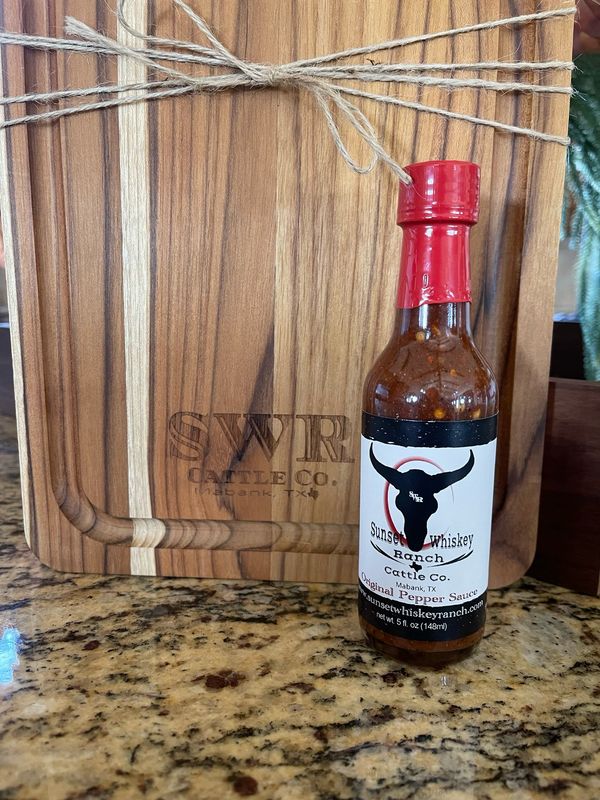 SWR
CATTLE CO.
Mabank, TX
SWR
Sunset Whiskey
Ranch
Cattle Co.
Mabank, TX
Original Pepper Sauce
www.sunsetwhiskeyranch.com
net wt. 5 fl. oz (148ml)